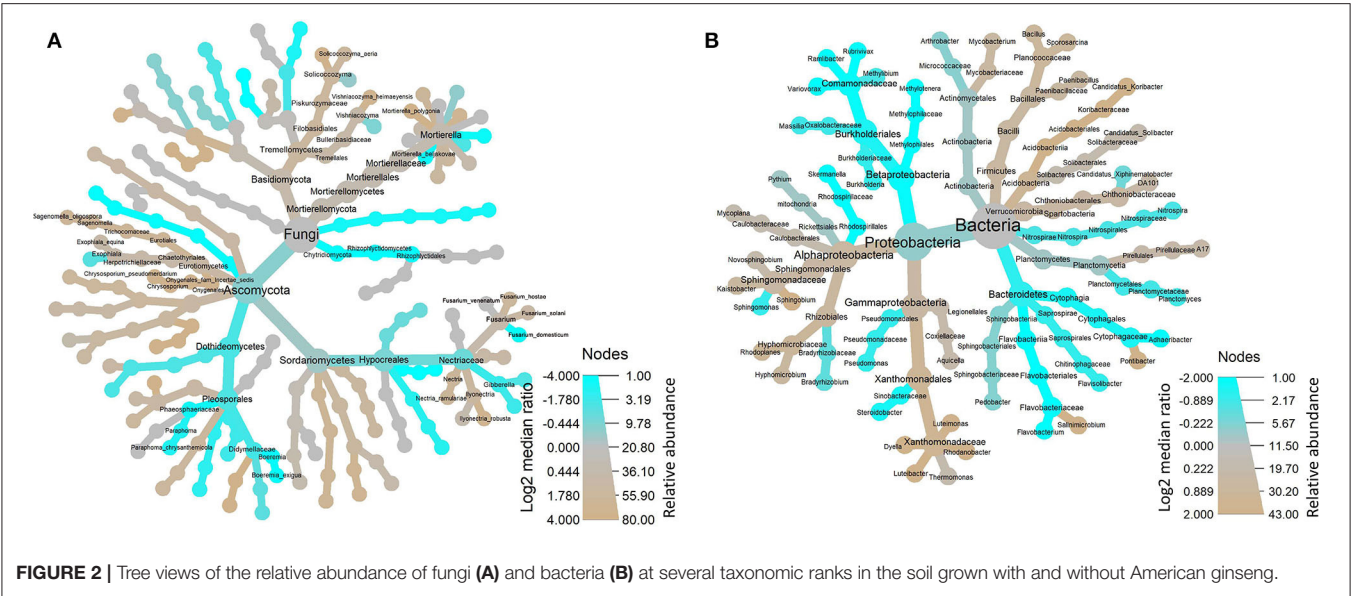 A
Solicoccozyma_aeria
Solicoccozyma
Piskurozymaceae
Vishniacozyma_heimaeyensis
Vishniacozyma
Filobasidiales
Bulleribasidiaceae
Tremellomycetes
Tremellales
Basidiomycota
Mortierella_polygonia
Mortierella
Mortierella_beljakovae
Mortierellaceae
Mortierellales
Mortierellomycetes
Mortierellomycota
Fungi
Rhizophlyctidomycetes
Chytridiomycota
Rhizophlyctidales
Sagenomella_oligospora
Sagenomella
Trichocomaceae
Exophiala_equina
Eurotiales
Exophiala
Chaetothyriales
Herpotrichiellaceae
Eurotiomycetes
Chrysosporium_pseudomerdarium
Onygenales_fam_Incertae_sedis
Chrysosporium
Onygenales
Ascomycota
Fusarium_venenatum
Fusarium_hostae
Fusarium
Fusarium_solani
Fusarium_domesticum
Dothideomycetes
Sordariomycetes
Hypocreales
Nectriaceae
Nectria
Gibberella
Nectria_ramulariae
Ilyonectria
Ilyonectria_robusta
Pleosporales
Phaeosphaeriaceae
Paraphoma
Paraphoma_chrysanthemicola
Didymellaceae
Boeremia
Boeremia_exigua
Nodes
Log2 median ratio
-4.000
-1.780
-0.444
0.000
0.444
1.780
4.000
1.00
3.19
9.78
20.80
36.10
55.90
80.00
Relative abundance
B
Rubrivivax
Ramlibacter
Methylibium
Comamonadaceae
Variovorax
Methylotenera
Massilia
Oxalobacteraceae
Methylophilaceae
Burkholderiales
Methylophilales
Burkholderiaceae
Burkholderia
Betaproteobacteria
Arthrobacter
Micrococcaceae
Mycobacterium
Mycobacteriaceae
Actinomycetales
Actinobacteria
Actinobacteria
Bacillus
Sporosarcina
Planococcaceae
Paenibacillus
Paenibacillaceae
Bacillales
Bacilli
Firmicutes
Candidatus_Koribacter
Koribacteraceae
Acidobacteriales
Acidobacteriia
Candidatus_Solibacter
Solibacteraceae
Solibacterales
Solibacteres
Acidobacteria
Candidatus_Xiphinematobacter
DA101
Chthoniobacteraceae
Chthoniobacterales
Spartobacteria
Verrucomicrobia
Bacteria
Nitrospira
Nitrospiraceae
Nitrospirales
Nitrospirae
Nitrospira
Pirellulaceae
A17
Pirellulales
Planctomycetes
Planctomycetia
Planctomycetales
Planctomycetaceae
Planctomyces
Pythium
mitochondria
Skermanella
Rhodospirillaceae
Rickettsiales
Rhodospirillales
Mycoplana
Caulobacteraceae
Caulobacterales
Proteobacteria
Alphaproteobacteria
Novosphingobium
Sphingomonadales
Sphingomonadaceae
Kaistobacter
Sphingomonas
Sphingobium
Rhizobiales
Hyphomicrobiaceae
Rhodoplanes
Bradyrhizobiaceae
Hyphomicrobium
Bradyrhizobium
Gammaproteobacteria
Pseudomonadales
Pseudomonadaceae
Pseudomonas
Legionellales
Coxiellaceae
Aquicella
Xanthomonadales
Sinobacteraceae
Steroidobacter
Luteimonas
Xanthomonadaceae
Dyella
Rhodanobacter
Luteibacter
Thermomonas
Bacteroidetes
Cytophagia
Cytophagales
Cytophagaceae
Adhaeribacter
Pontibacter
Sphingobacteriia
Saprospirae
Saprospirales
Chitinophagaceae
Flavisolibacter
Flavobacteriia
Sphingobacteriales
Sphingobacteriaceae
Pedobacter
Flavobacteriales
Flavobacteriaceae
Flavobacterium
Salinimicrobium
Nodes
Log2 median ratio
-2.000
-0.889
-0.222
0.000
0.222
0.889
2.000
1.00
2.17
5.67
11.50
19.70
30.20
43.00
Relative abundance
FIGURE 2 | Tree views of the relative abundance of fungi (A) and bacteria (B) at several taxonomic ranks in the soil grown with and without American ginseng.